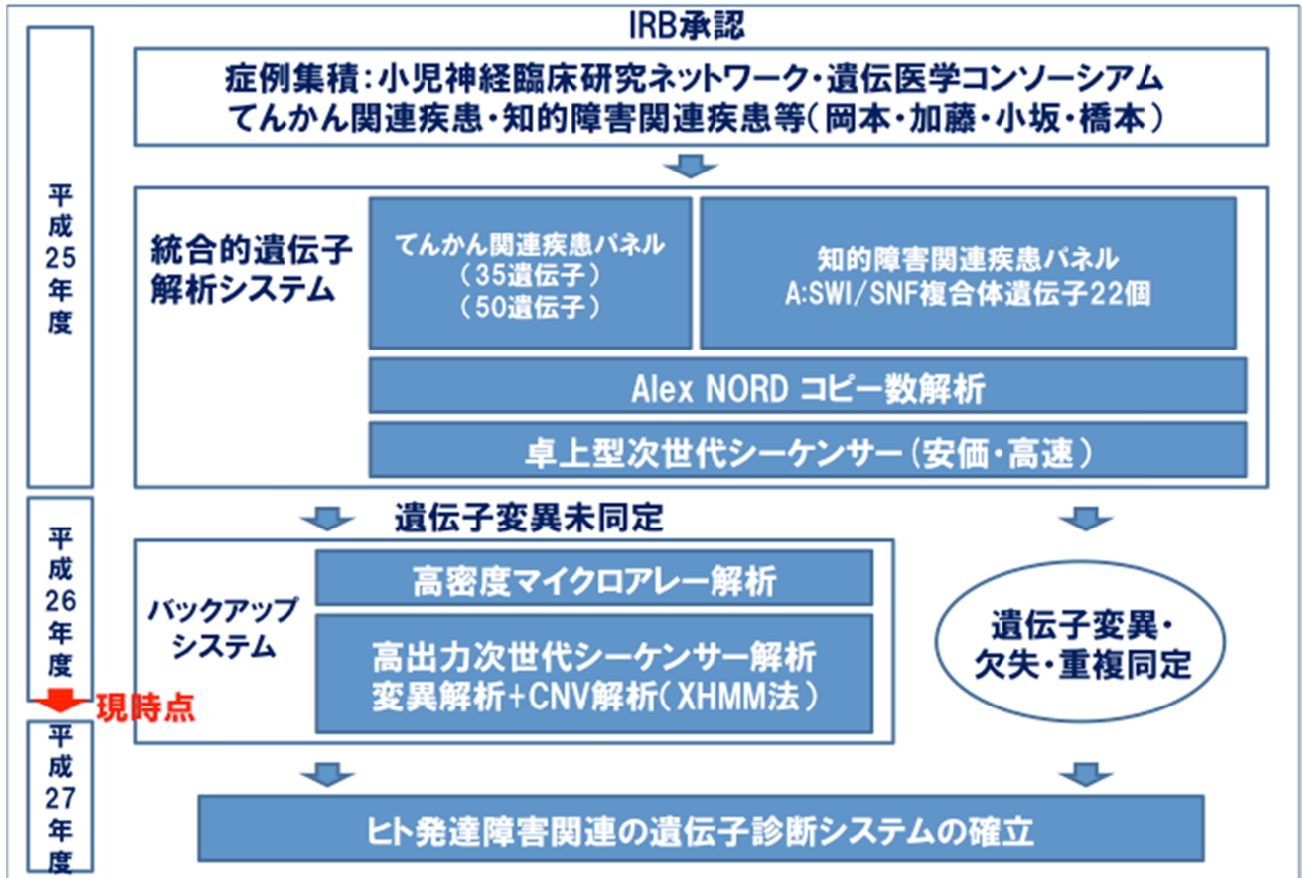 IRB承認
症例集積：小児神経臨床研究ネットワーク・遺伝医学コンソーシアム
てんかん関連疾患・知的障害関連疾患等（岡本・加藤・小坂・橋本）
平成25年度
統合的遺伝子
解析システム
てんかん関連疾患パネル
（35遺伝子）
（50遺伝子）
知的障害関連疾患パネル
A:SWI/SNF複合体遺伝子22個
Alex NORD コピー数解析
卓上型次世代シーケンサー（安価・高速）
遺伝子変異未同定
平成26年度
バックアップ
システム
高密度マイクロアレー解析
高出力次世代シーケンサー解析
変異解析+CNV解析（XHMM法）
遺伝子変異・
欠失・重複同定
現時点
平成27年度
ヒト発達障害関連の遺伝子診断システムの確立